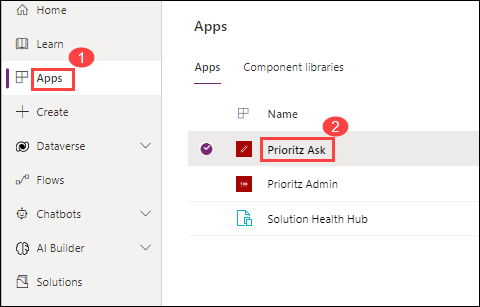 Home
Learn
1
Apps
Create
Dataverse
Flows
Chatbots
AI Builder
Solutions
Apps
Apps Component libraries
Name
2
Prioritz Ask
Prioritz Admin
Solution Health Hub